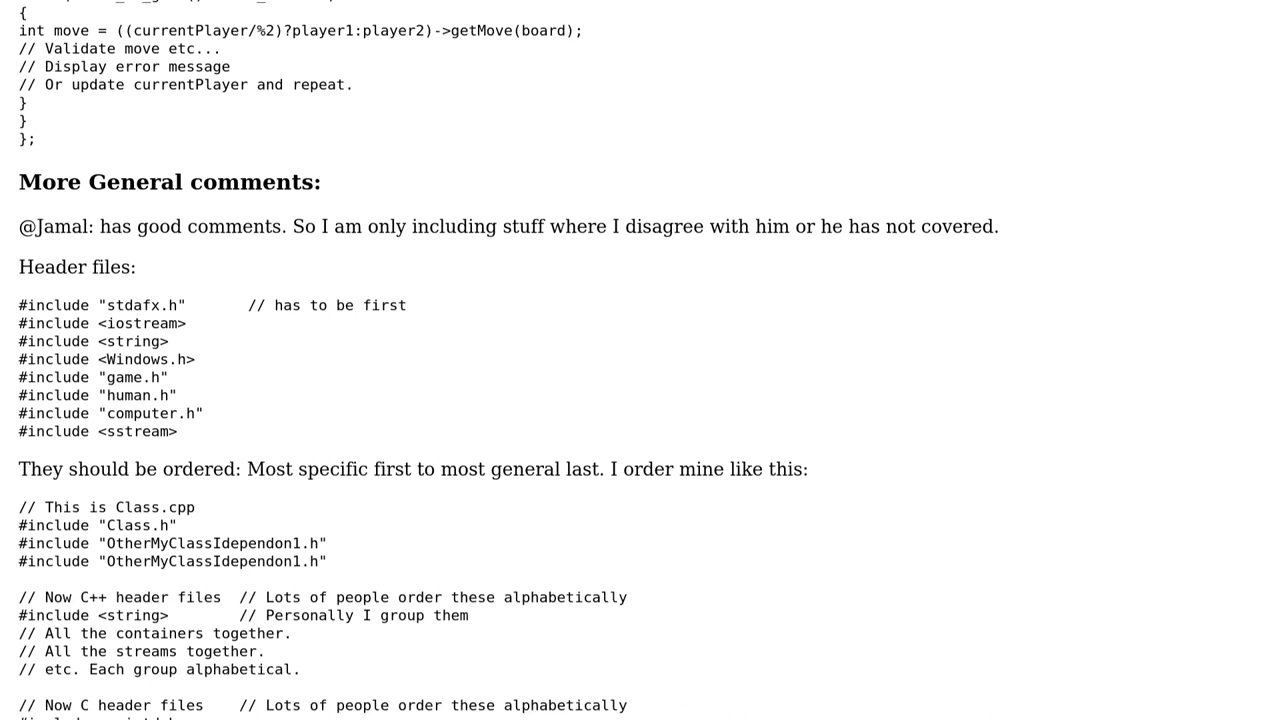 {
int move = ((currentPlayer/%2)?player1:player2)->getMove(board);
// Validate move etc...
// Display error message
// Or update currentPlayer and repeat.
}
}
};
More General comments:
@Jamal: has good comments. So I am only including stuff where I disagree with him or he has not covered.
Header files:
#include "stdafx.h"       // has to be first
#include <iostream>
#include <string>
#include <Windows.h>
#include "game.h"
#include "human.h"
#include "computer.h"
#include <sstream>
They should be ordered: Most specific first to most general last. I order mine like this:
// This is Class.cpp
#include "Class.h"
#include "OtherMyClassIdependon1.h"
#include "OtherMyClassIdependon1.h"
// Now C++ header files  // Lots of people order these alphabetically
#include <string>        // Personally I group them
// All the containers together.
// All the streams together.
// etc. Each group alphabetical.
// Now C header files    // Lots of people order these alphabetically